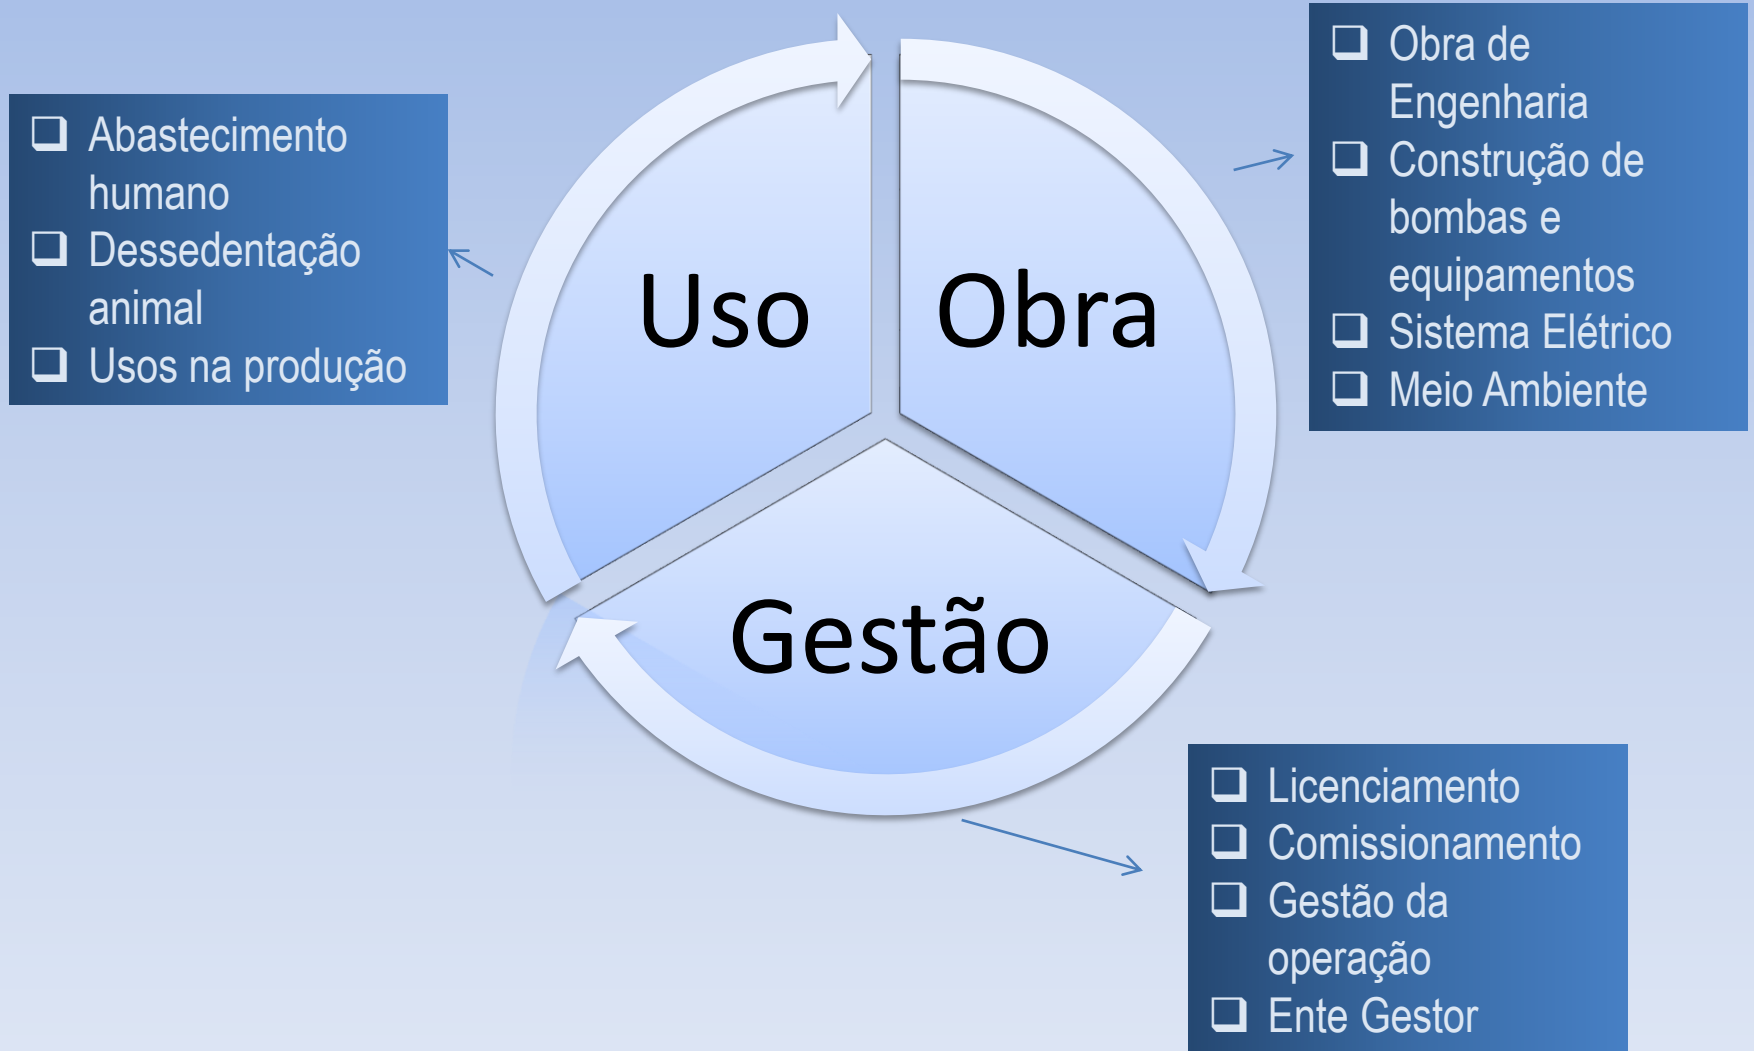 Abastecimento
humano
Dessedentação
animal
Usos na produção
Uso
Obra
Gestão
Obra de
Engenharia
Construção de
bombas e
equipamentos
Sistema Elétrico
Meio Ambiente
Licenciamento
Comissionamento
Gestão da
operação
Ente Gestor